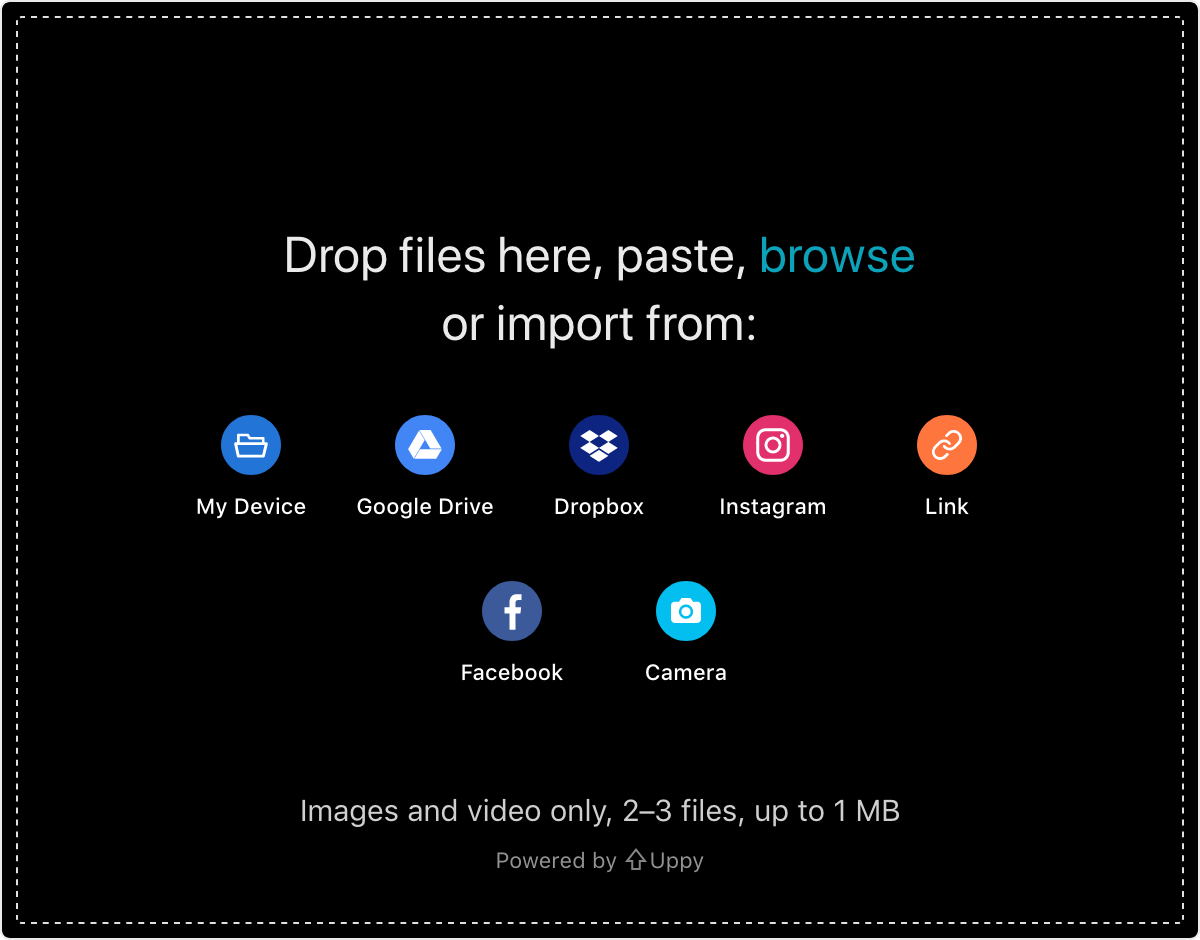 Drop files here, paste, browse
or import from:
My Device
Google Drive
Dropbox
Instagram
Link
Facebook
Camera
Images and video only, 2–3 files, up to 1 MB
Powered by Uppy